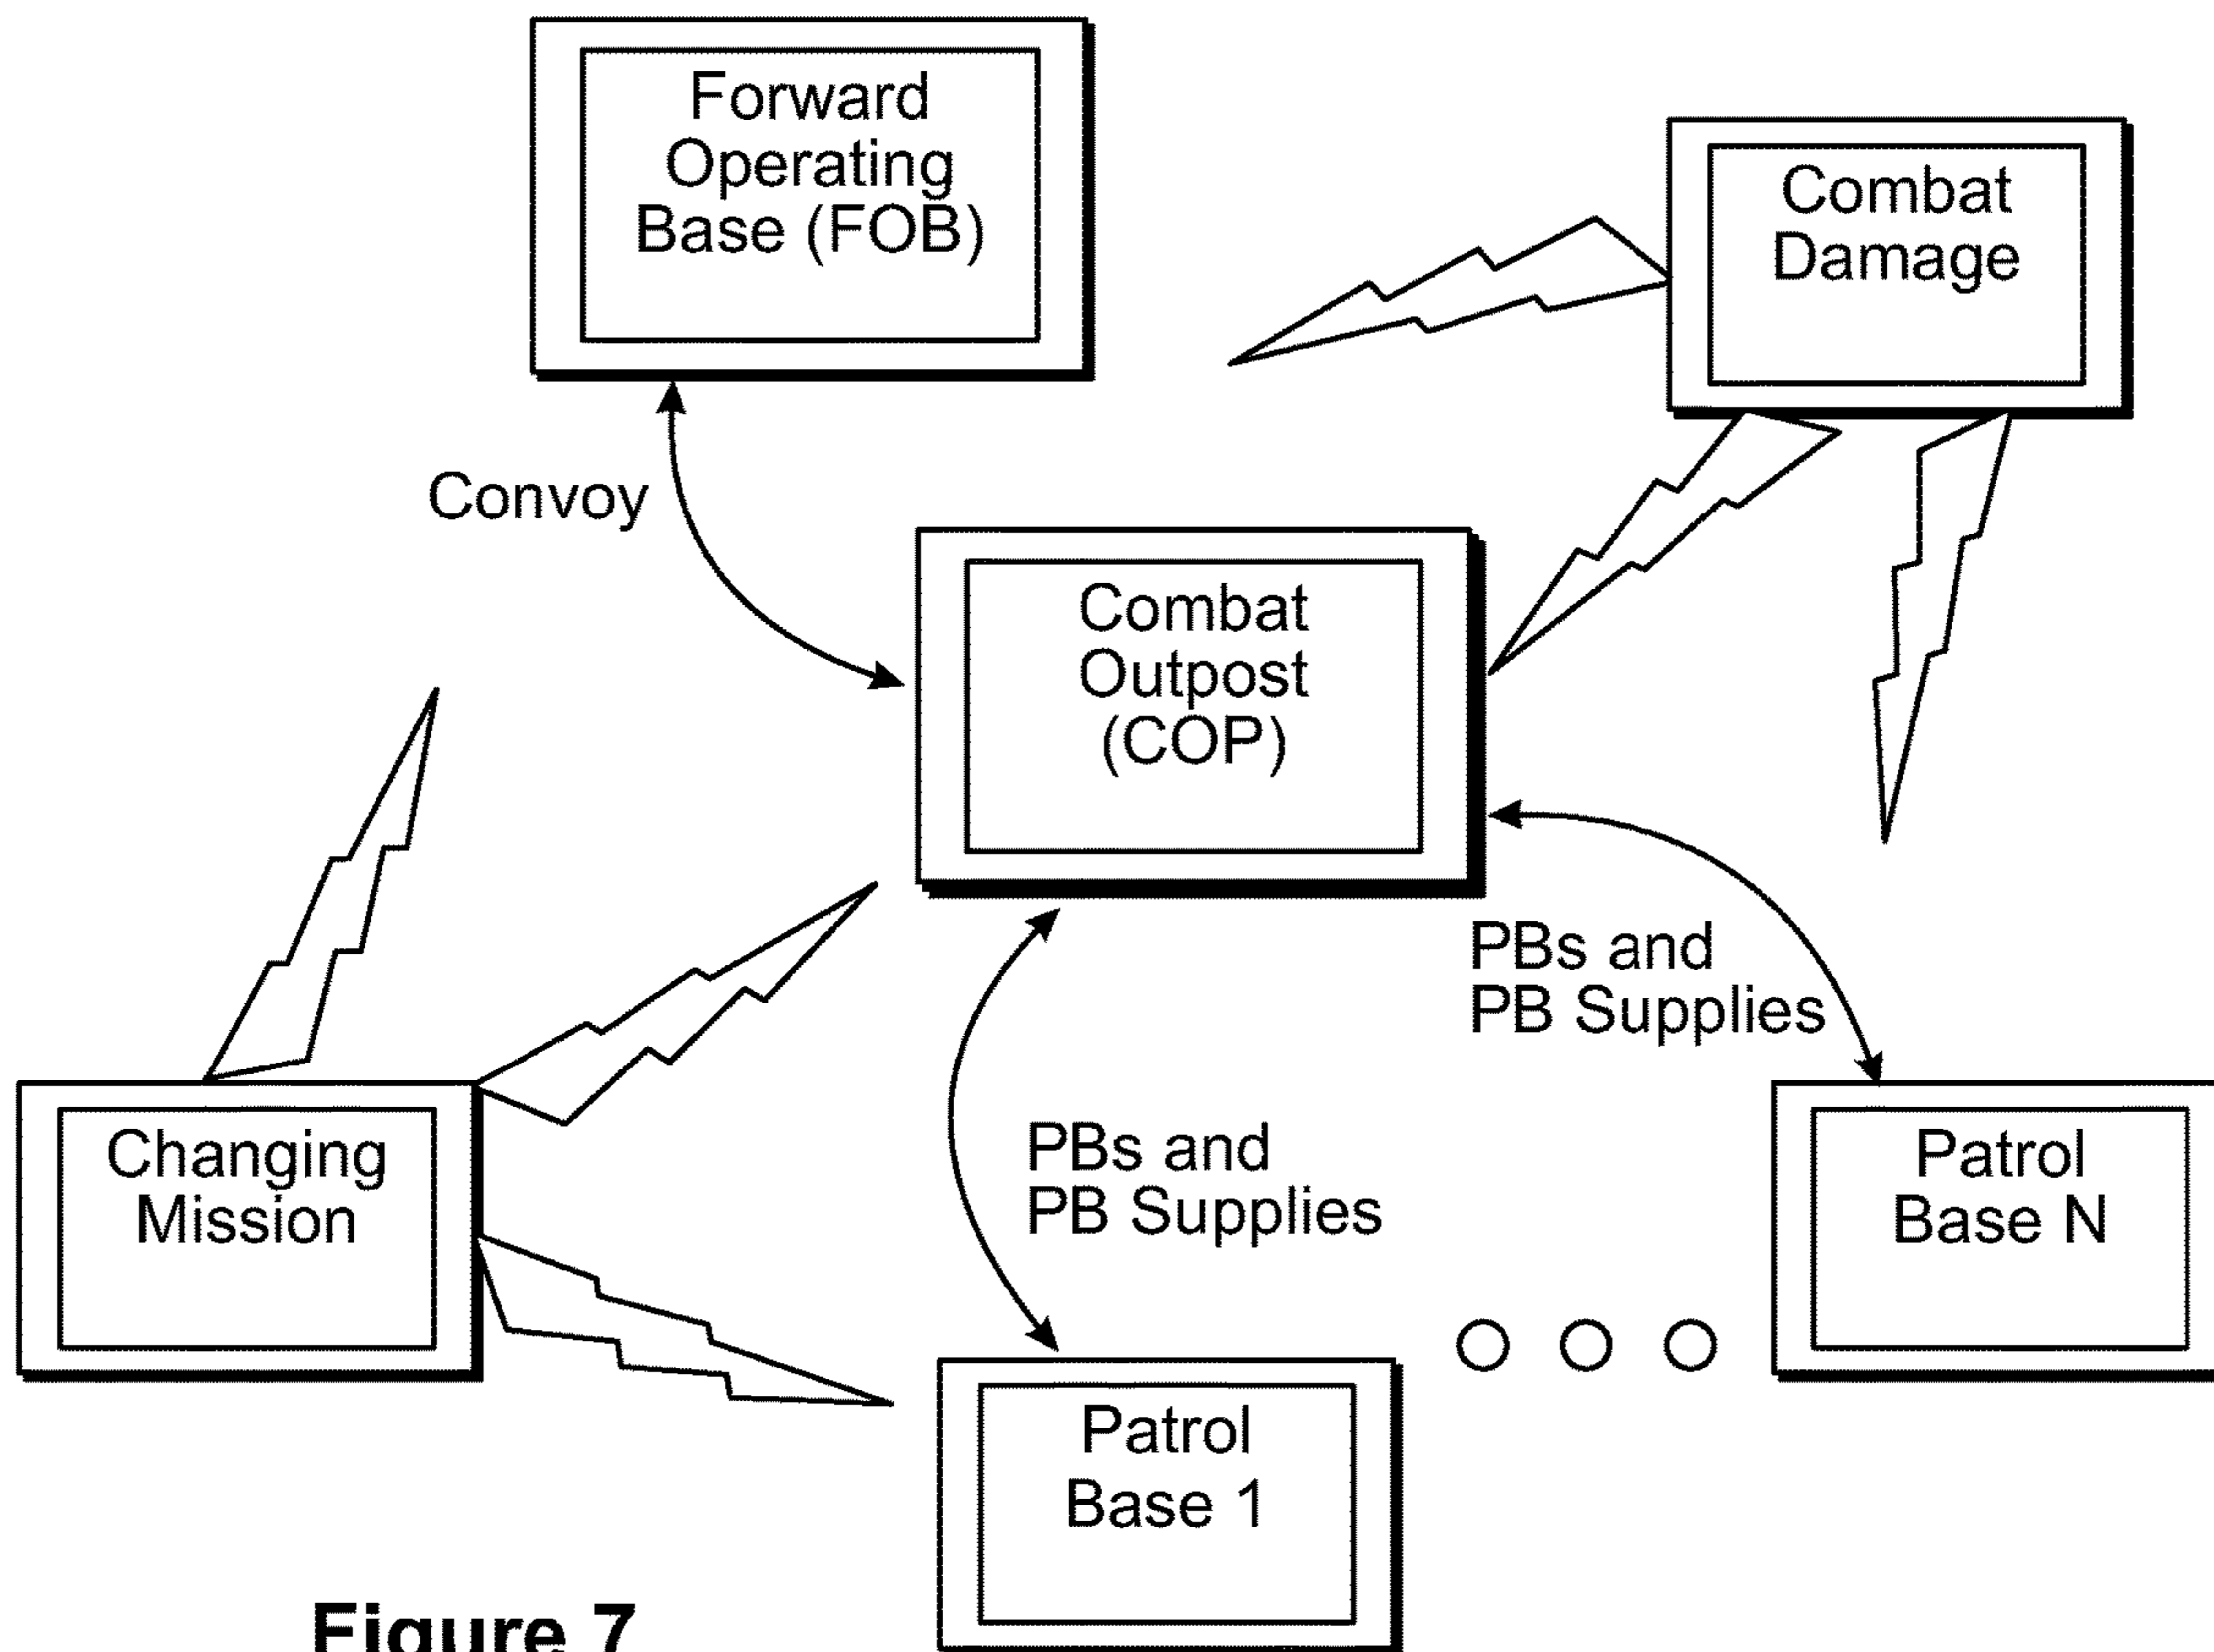 Forward
Operating
Base (FOB)
Combat
Damage
Convoy
Combat
Outpost
(COP)
PBs and
PB Supplies
Changing
Mission
PBs and
PB Supplies
Patrol
Base N
Patrol
Base 1
Figure 7